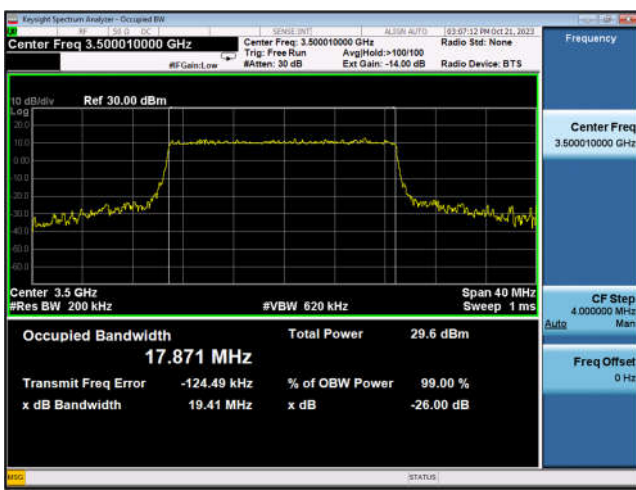 Keysight Spectrum Analyzer - Occupied BW
RF 50 Ω DC SENSE:INT ALIGN AUTO 03:07:12 PM Oct 21, 2023
Center Freq 3.500010000 GHz
Center Freq: 3.500010000 GHz Radio Std: None
Trig: Free Run Avg|Hold:>100/100
#IFGain:Low #Atten: 30 dB Ext Gain: -14.00 dB Radio Device: BTS
Frequency
10 dB/div Ref 30.00 dBm
Log
20.0
10.0
0.00
-10.0
-20.0
-30.0
-40.0
-50.0
-60.0
Center 3.5 GHz Span 40 MHz
#Res BW 200 kHz #VBW 620 kHz Sweep 1 ms
Occupied Bandwidth Total Power 29.6 dBm
17.871 MHz
Transmit Freq Error -124.49 kHz % of OBW Power 99.00 %
x dB Bandwidth 19.41 MHz x dB -26.00 dB
Center Freq
3.500010000 GHz
CF Step
4.000000 MHz
Auto Man
Freq Offset
0 Hz
MSG STATUS